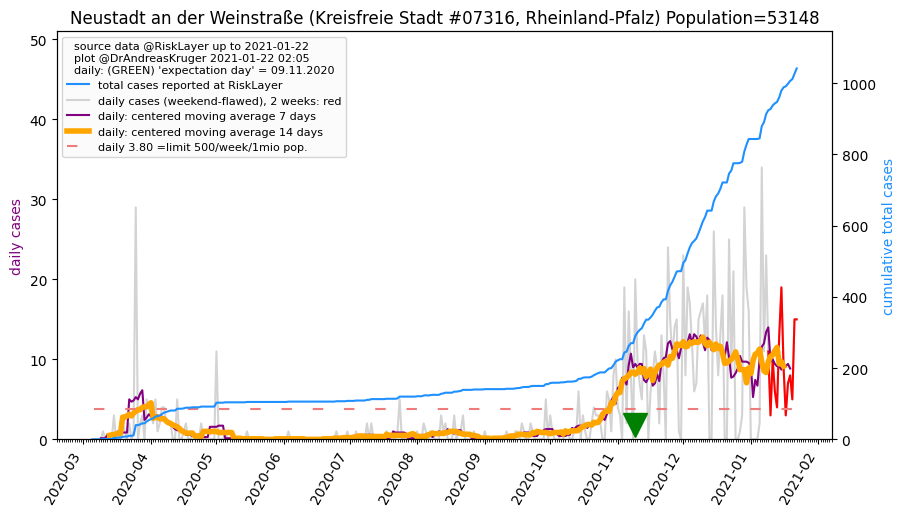 Neustadt an der Weinstraße (Kreisfreie Stadt #07316, Rheinland-Pfalz) Population=53148
source data @RiskLayer up to 2021-01-22
plot @DrAndreasKruger 2021-01-22 02:05
daily: (GREEN) 'expectation day' = 09.11.2020
total cases reported at RiskLayer
daily cases (weekend-flawed), 2 weeks: red
daily: centered moving average 7 days
daily: centered moving average 14 days
daily 3.80 =limit 500/week/1mio pop.
daily cases
50
40
30
20
10
0
cumulative total cases
1000
800
600
400
200
0
2020-03
2020-04
2020-05
2020-06
2020-07
2020-08
2020-09
2020-10
2020-11
2020-12
2021-01
2021-02